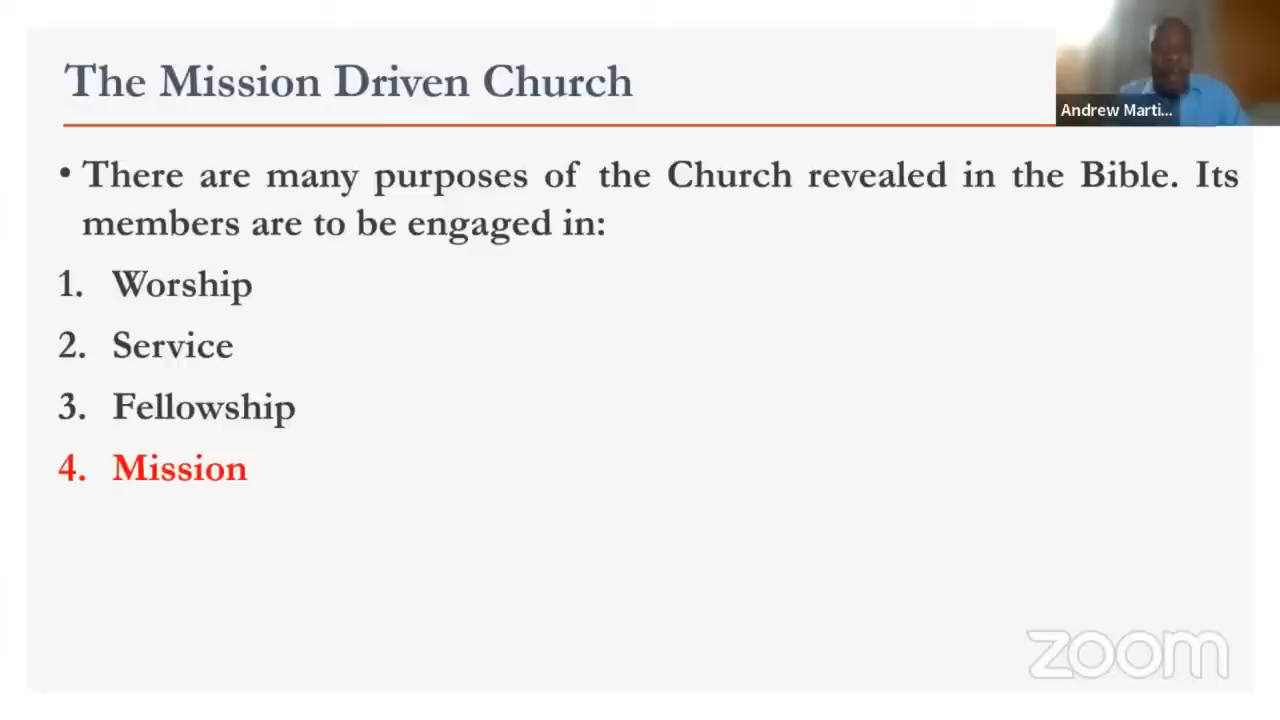 The Mission Driven Church
Andrew Marti...
• There are many purposes of the Church revealed in the Bible. Its
members are to be engaged in:
1. Worship
2. Service
3. Fellowship
4. Mission
zoom